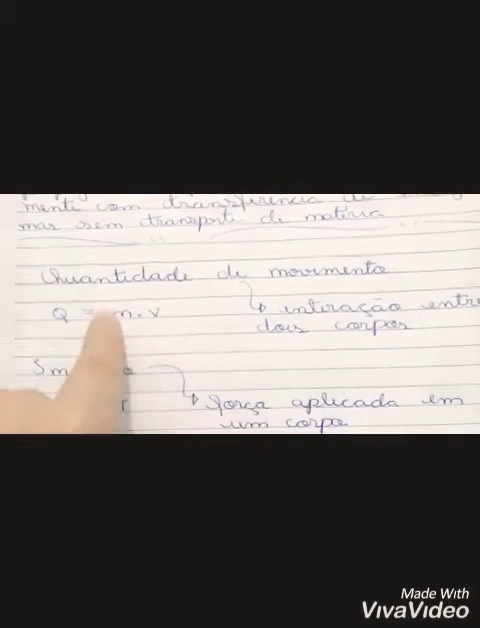 mente com transferência de
mas sem transporte de matéria
Quantidade de movimento
Q = m.v
interação entre
dois corpos
força aplicada em
um corpo
Made With
VivaVideo